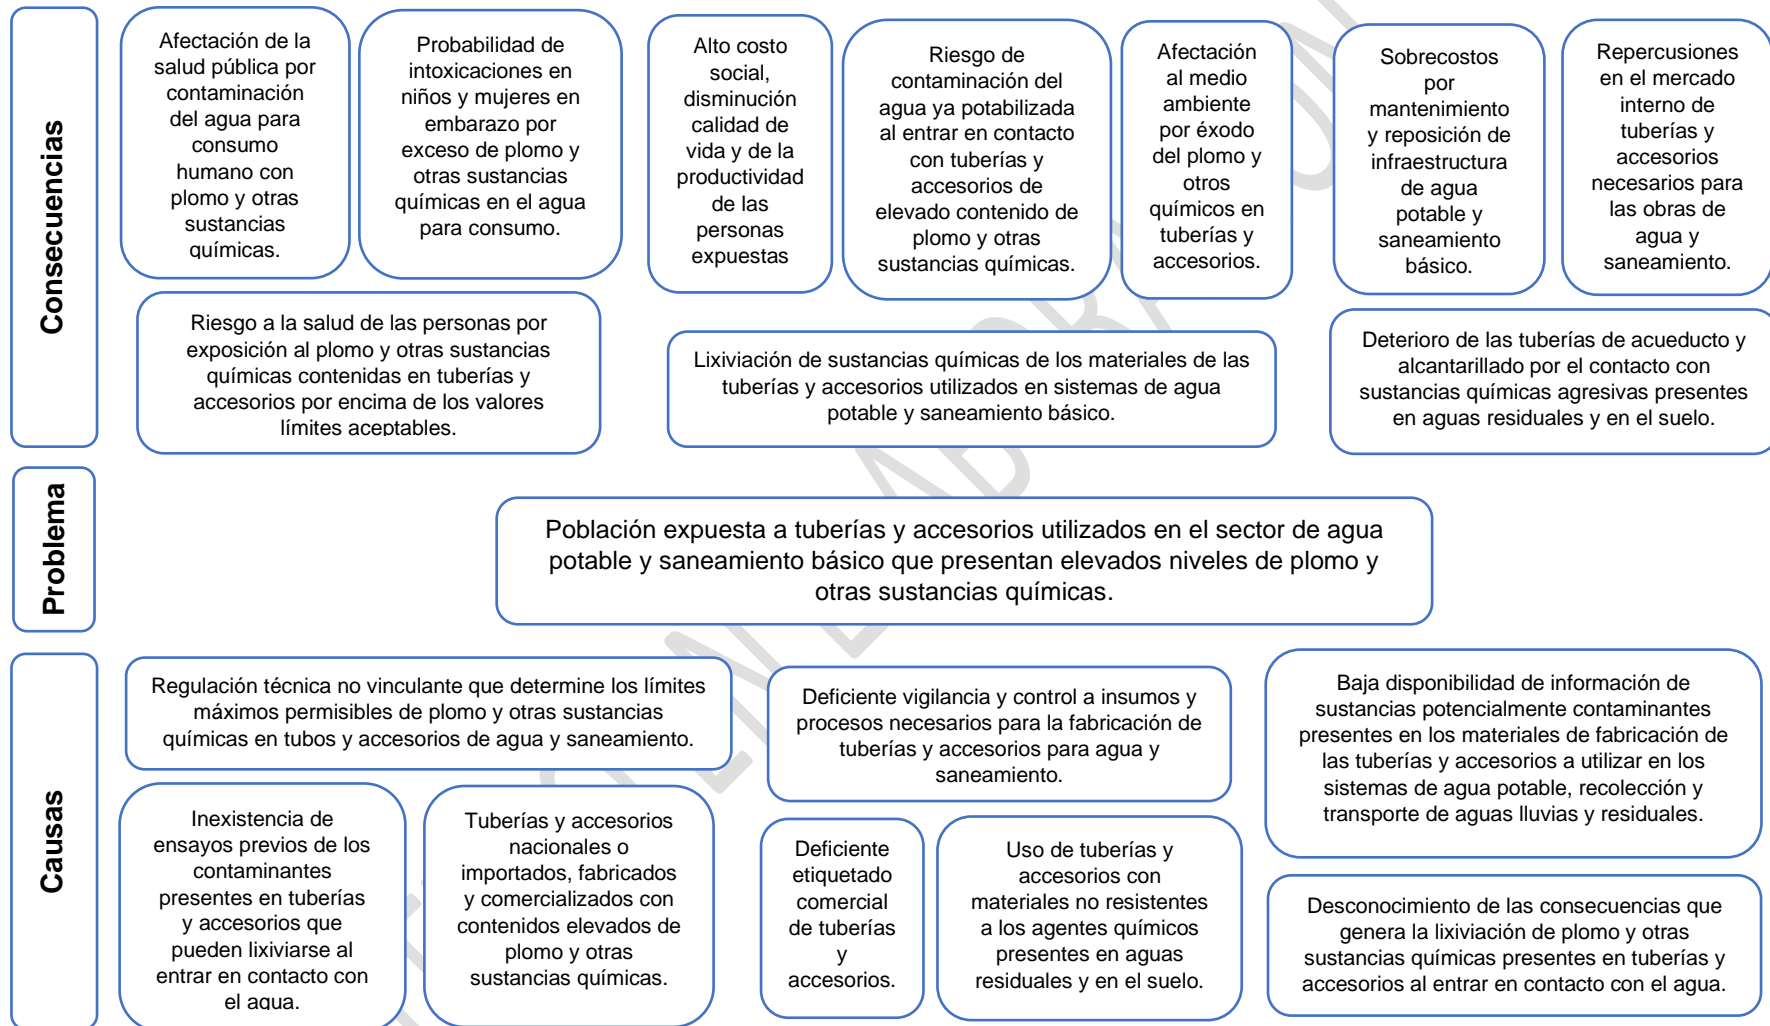 Consecuencias
Afectación de la
salud pública por
contaminación
del agua para
consumo
humano con
plomo y otras
sustancias
químicas.
Probabilidad de
intoxicaciones en
niños y mujeres en
embarazo por
exceso de plomo y
otras sustancias
químicas en el agua
para consumo.
Alto costo
social,
disminución
calidad de
vida y de la
productividad
de las
personas
expuestas
Riesgo de
contaminación del
agua ya potabilizada
al entrar en contacto
con tuberías y
accesorios de
elevado contenido de
plomo y otras
sustancias químicas.
Afectación
al medio
ambiente
por éxodo
del plomo y
otros
químicos en
tuberías y
accesorios.
Sobrecostos
por
mantenimiento
y reposición de
infraestructura
de agua
potable y
saneamiento
básico.
Repercusiones
en el mercado
interno de
tuberías y
accesorios
necesarios para
las obras de
agua y
saneamiento.
Riesgo a la salud de las personas por
exposición al plomo y otras sustancias
químicas contenidas en tuberías y
accesorios por encima de los valores
límites aceptables.
Lixiviación de sustancias químicas de los materiales de las
tuberías y accesorios utilizados en sistemas de agua
potable y saneamiento básico.
Deterioro de las tuberías de acueducto y
alcantarillado por el contacto con
sustancias químicas agresivas presentes
en aguas residuales y en el suelo.
Problema
Población expuesta a tuberías y accesorios utilizados en el sector de agua
potable y saneamiento básico que presentan elevados niveles de plomo y
otras sustancias químicas.
Causas
Regulación técnica no vinculante que determine los límites
máximos permisibles de plomo y otras sustancias
químicas en tubos y accesorios de agua y saneamiento.
Deficiente vigilancia y control a insumos y
procesos necesarios para la fabricación de
tuberías y accesorios para agua y
saneamiento.
Baja disponibilidad de información de
sustancias potencialmente contaminantes
presentes en los materiales de fabricación de
las tuberías y accesorios a utilizar en los
sistemas de agua potable, recolección y
transporte de aguas lluvias y residuales.
Inexistencia de
ensayos previos de los
contaminantes
presentes en tuberías
y accesorios que
pueden lixiviarse al
entrar en contacto con
el agua.
Tuberías y accesorios
nacionales o
importados, fabricados
y comercializados con
contenidos elevados de
plomo y otras
sustancias químicas.
Deficiente
etiquetado
comercial
de tuberías
y
accesorios.
Uso de tuberías y
accesorios con
materiales no resistentes
a los agentes químicos
presentes en aguas
residuales y en el suelo.
Desconocimiento de las consecuencias que
genera la lixiviación de plomo y otras
sustancias químicas presentes en tuberías y
accesorios al entrar en contacto con el agua.